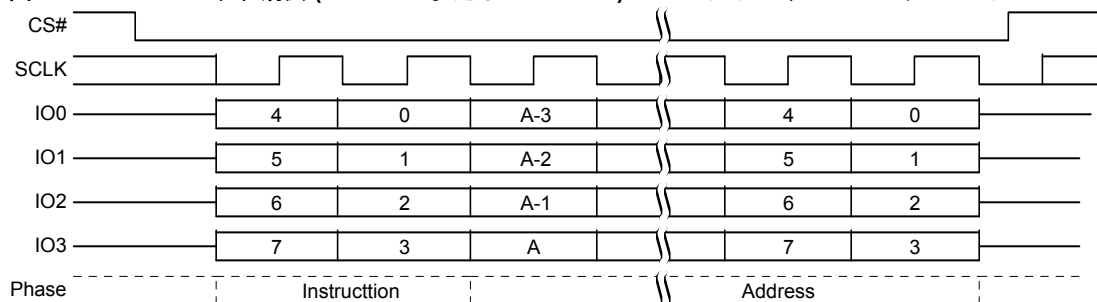 CS#
SCLK
IO0 4 0 A-3 4 0
IO1 5 1 A-2 5 1
IO2 6 2 A-1 6 2
IO3 7 3 A 7 3
Phase Instructtion Address